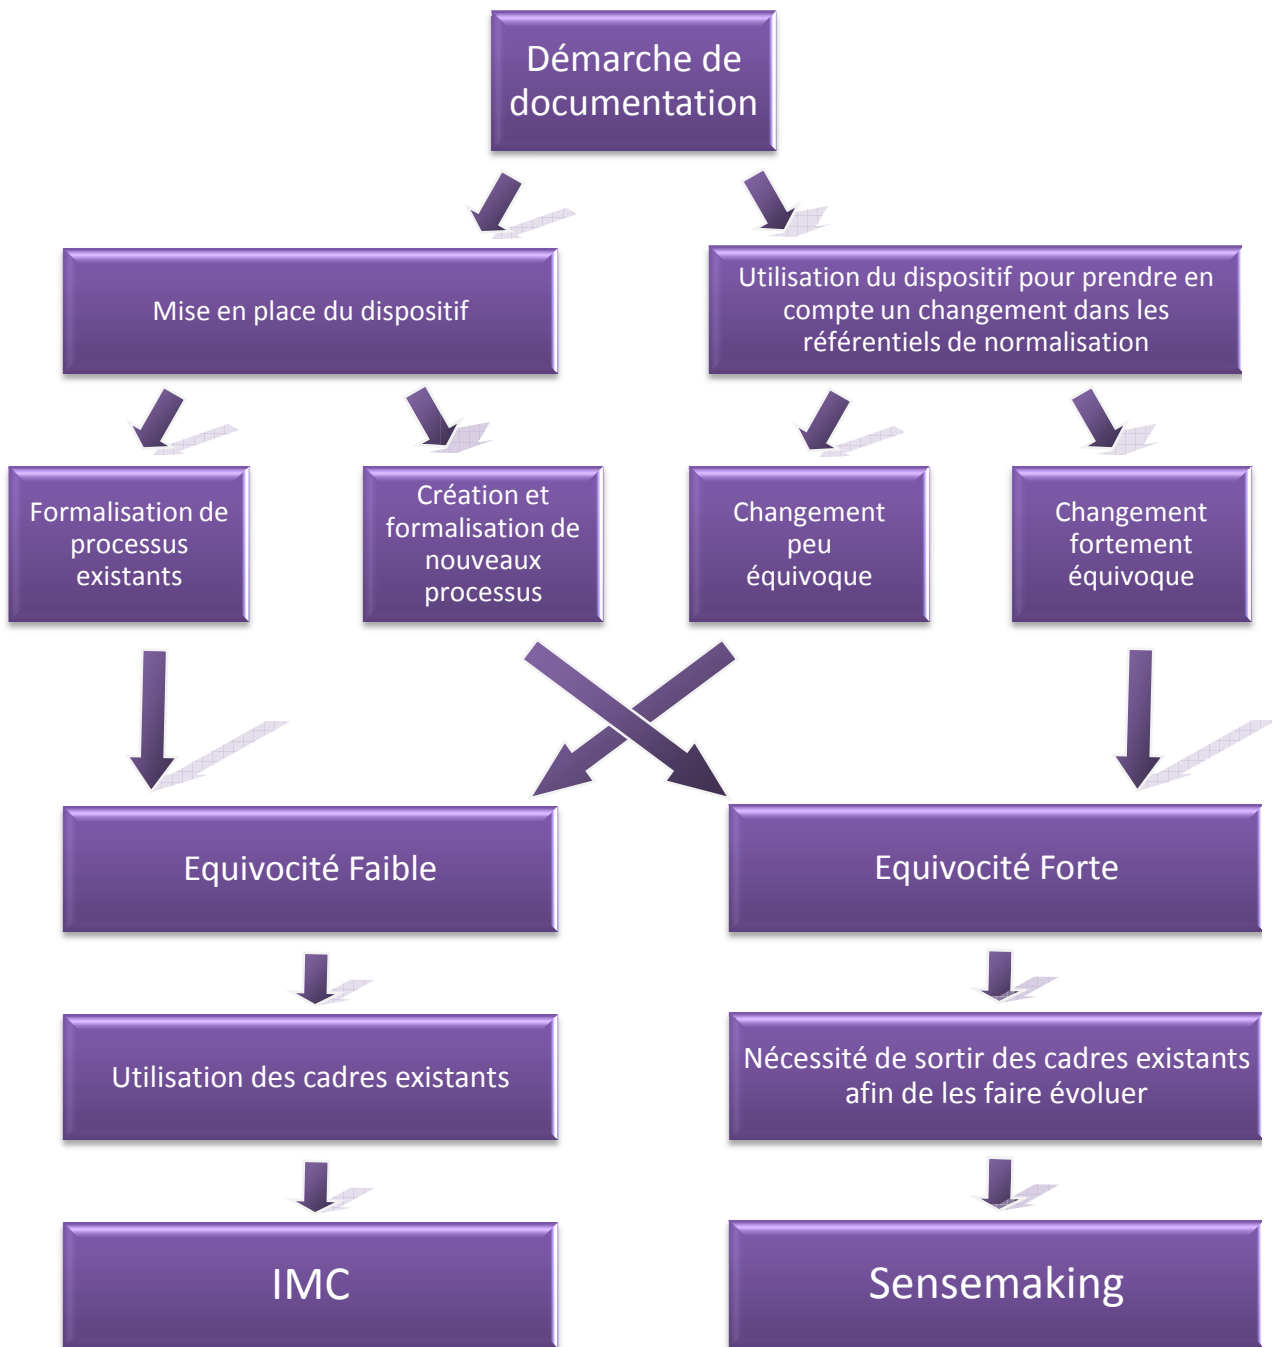 Démarche de
documentation
Mise en place du dispositif
Utilisation du dispositif pour prendre en
compte un changement dans les
référentiels de normalisation
Formalisation de
processus
existants
Création et
formalisation de
nouveaux
processus
Changement
peu
équivoque
Changement
fortement
équivoque
Equivocité Faible
Equivocité Forte
Utilisation des cadres existants
Nécessité de sortir des cadres existants
afin de les faire évoluer
IMC
Sensemaking